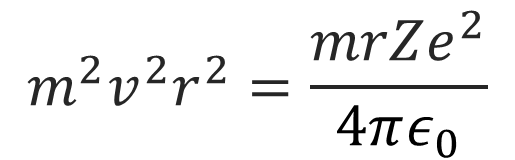 m²v²r² = mrZe² / 4πϵ₀